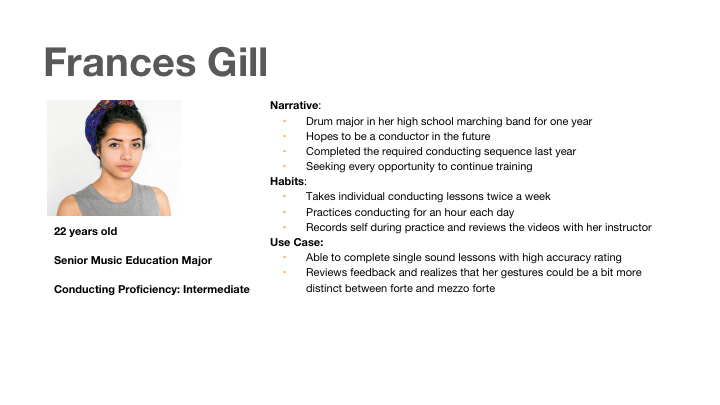 Frances Gill
22 years old
Senior Music Education Major
Conducting Proficiency: Intermediate
Narrative:
Drum major in her high school marching band for one year
Hopes to be a conductor in the future
Completed the required conducting sequence last year
Seeking every opportunity to continue training
Habits:
Takes individual conducting lessons twice a week
Practices conducting for an hour each day
Records self during practice and reviews the videos with her instructor
Use Case:
Able to complete single sound lessons with high accuracy rating
Reviews feedback and realizes that her gestures could be a bit more
distinct between forte and mezzo forte